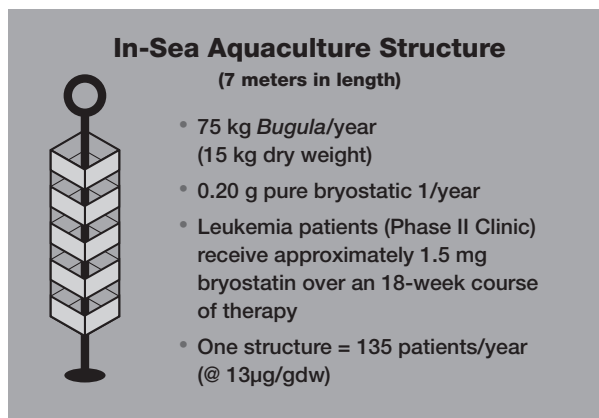 In-Sea Aquaculture Structure
(7 meters in length)
• 75 kg Bugula/year
(15 kg dry weight)
• 0.20 g pure bryostatic 1/year
• Leukemia patients (Phase II Clinic)
receive approximately 1.5 mg
bryostatin over an 18-week course
of therapy
• One structure = 135 patients/year
(@ 13µg/gdw)